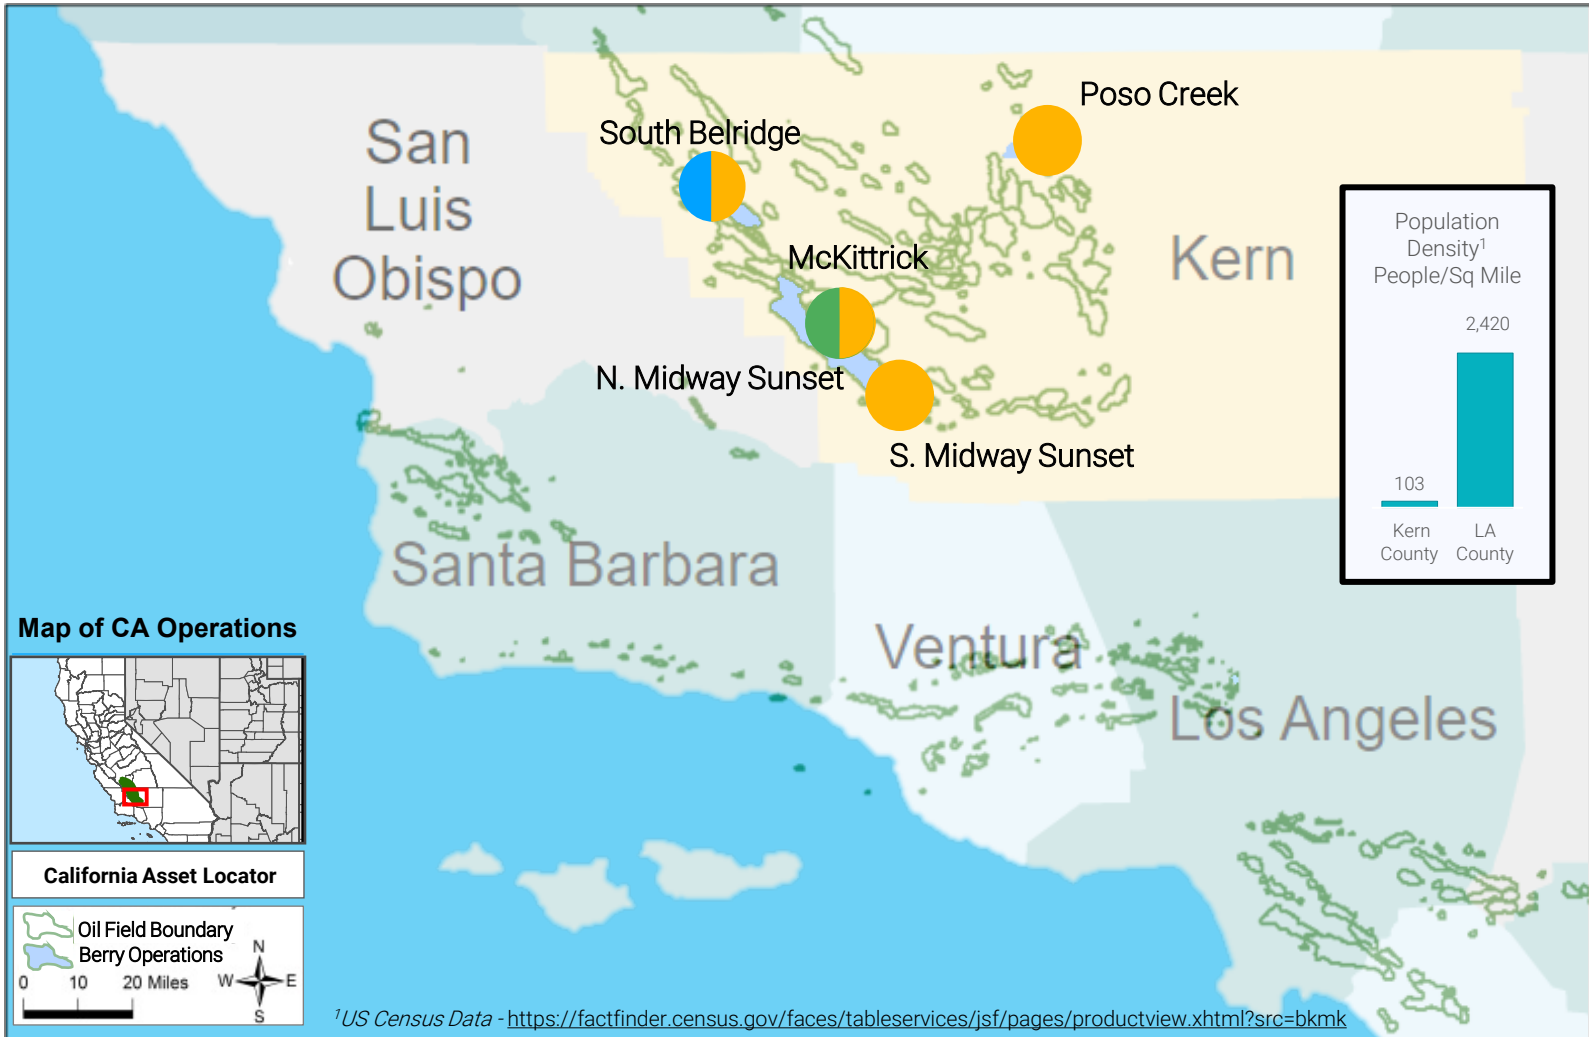 San
Luis
Obispo
South Belridge
Poso Creek
McKittrick
Kern
N. Midway Sunset
S. Midway Sunset
Population
Density¹
People/Sq Mile
2,420
103
Kern
County
LA
County
Santa Barbara
Ventura
Los Angeles
Map of CA Operations
California Asset Locator
Oil Field Boundary
Berry Operations
0 10 20 Miles
N
W E
S
¹US Census Data - https://factfinder.census.gov/faces/tableservices/jsf/pages/productview.xhtml?src=bkmk